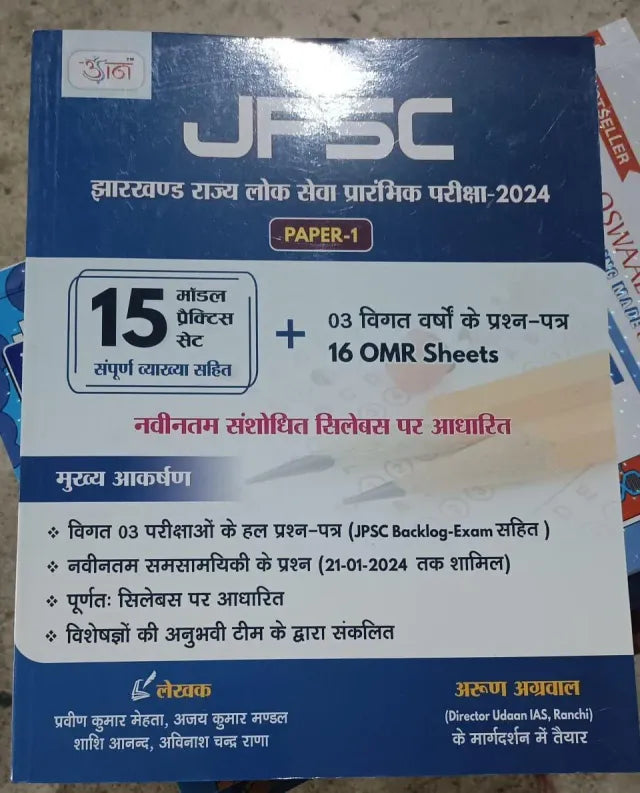 JPSC
झारखण्ड राज्य लोक सेवा प्रारंभिक परीक्षा-2024
PAPER-1
15 मॉडल
प्रैक्टिस
सेट
संपूर्ण व्याख्या सहित
+
03 विगत वर्षों के प्रश्न-पत्र
16 OMR Sheets
नवीनतम संशोधित सिलेबस पर आधारित
मुख्य आकर्षण
❖ विगत 03 परीक्षाओं के हल प्रश्न-पत्र (JPSC Backlog-Exam सहित )
❖ नवीनतम समसामयिकी के प्रश्न (21-01-2024 तक शामिल)
❖ पूर्णतः सिलेबस पर आधारित
❖ विशेषज्ञों की अनुभवी टीम के द्वारा संकलित
लेखक
प्रवीण कुमार मेहता, अजय कुमार मण्डल
शाशि आनन्द, अविनाश चन्द्र राणा
अरूण अग्रवाल
(Director Udaan IAS, Ranchi)
के मार्गदर्शन में तैयार
OSWAAL